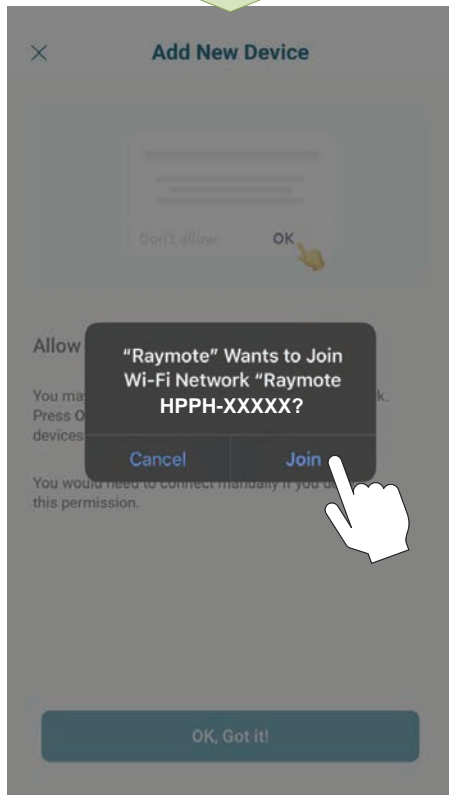 Add New Device
Don't allow
OK
Allow
"Raymote" Wants to Join
Wi-Fi Network "Raymote
HPPH-XXXXX?
Cancel
Join
You ma k.
Press O
devices
You would need to connect manually if you d
this permission.
OK, Got it!